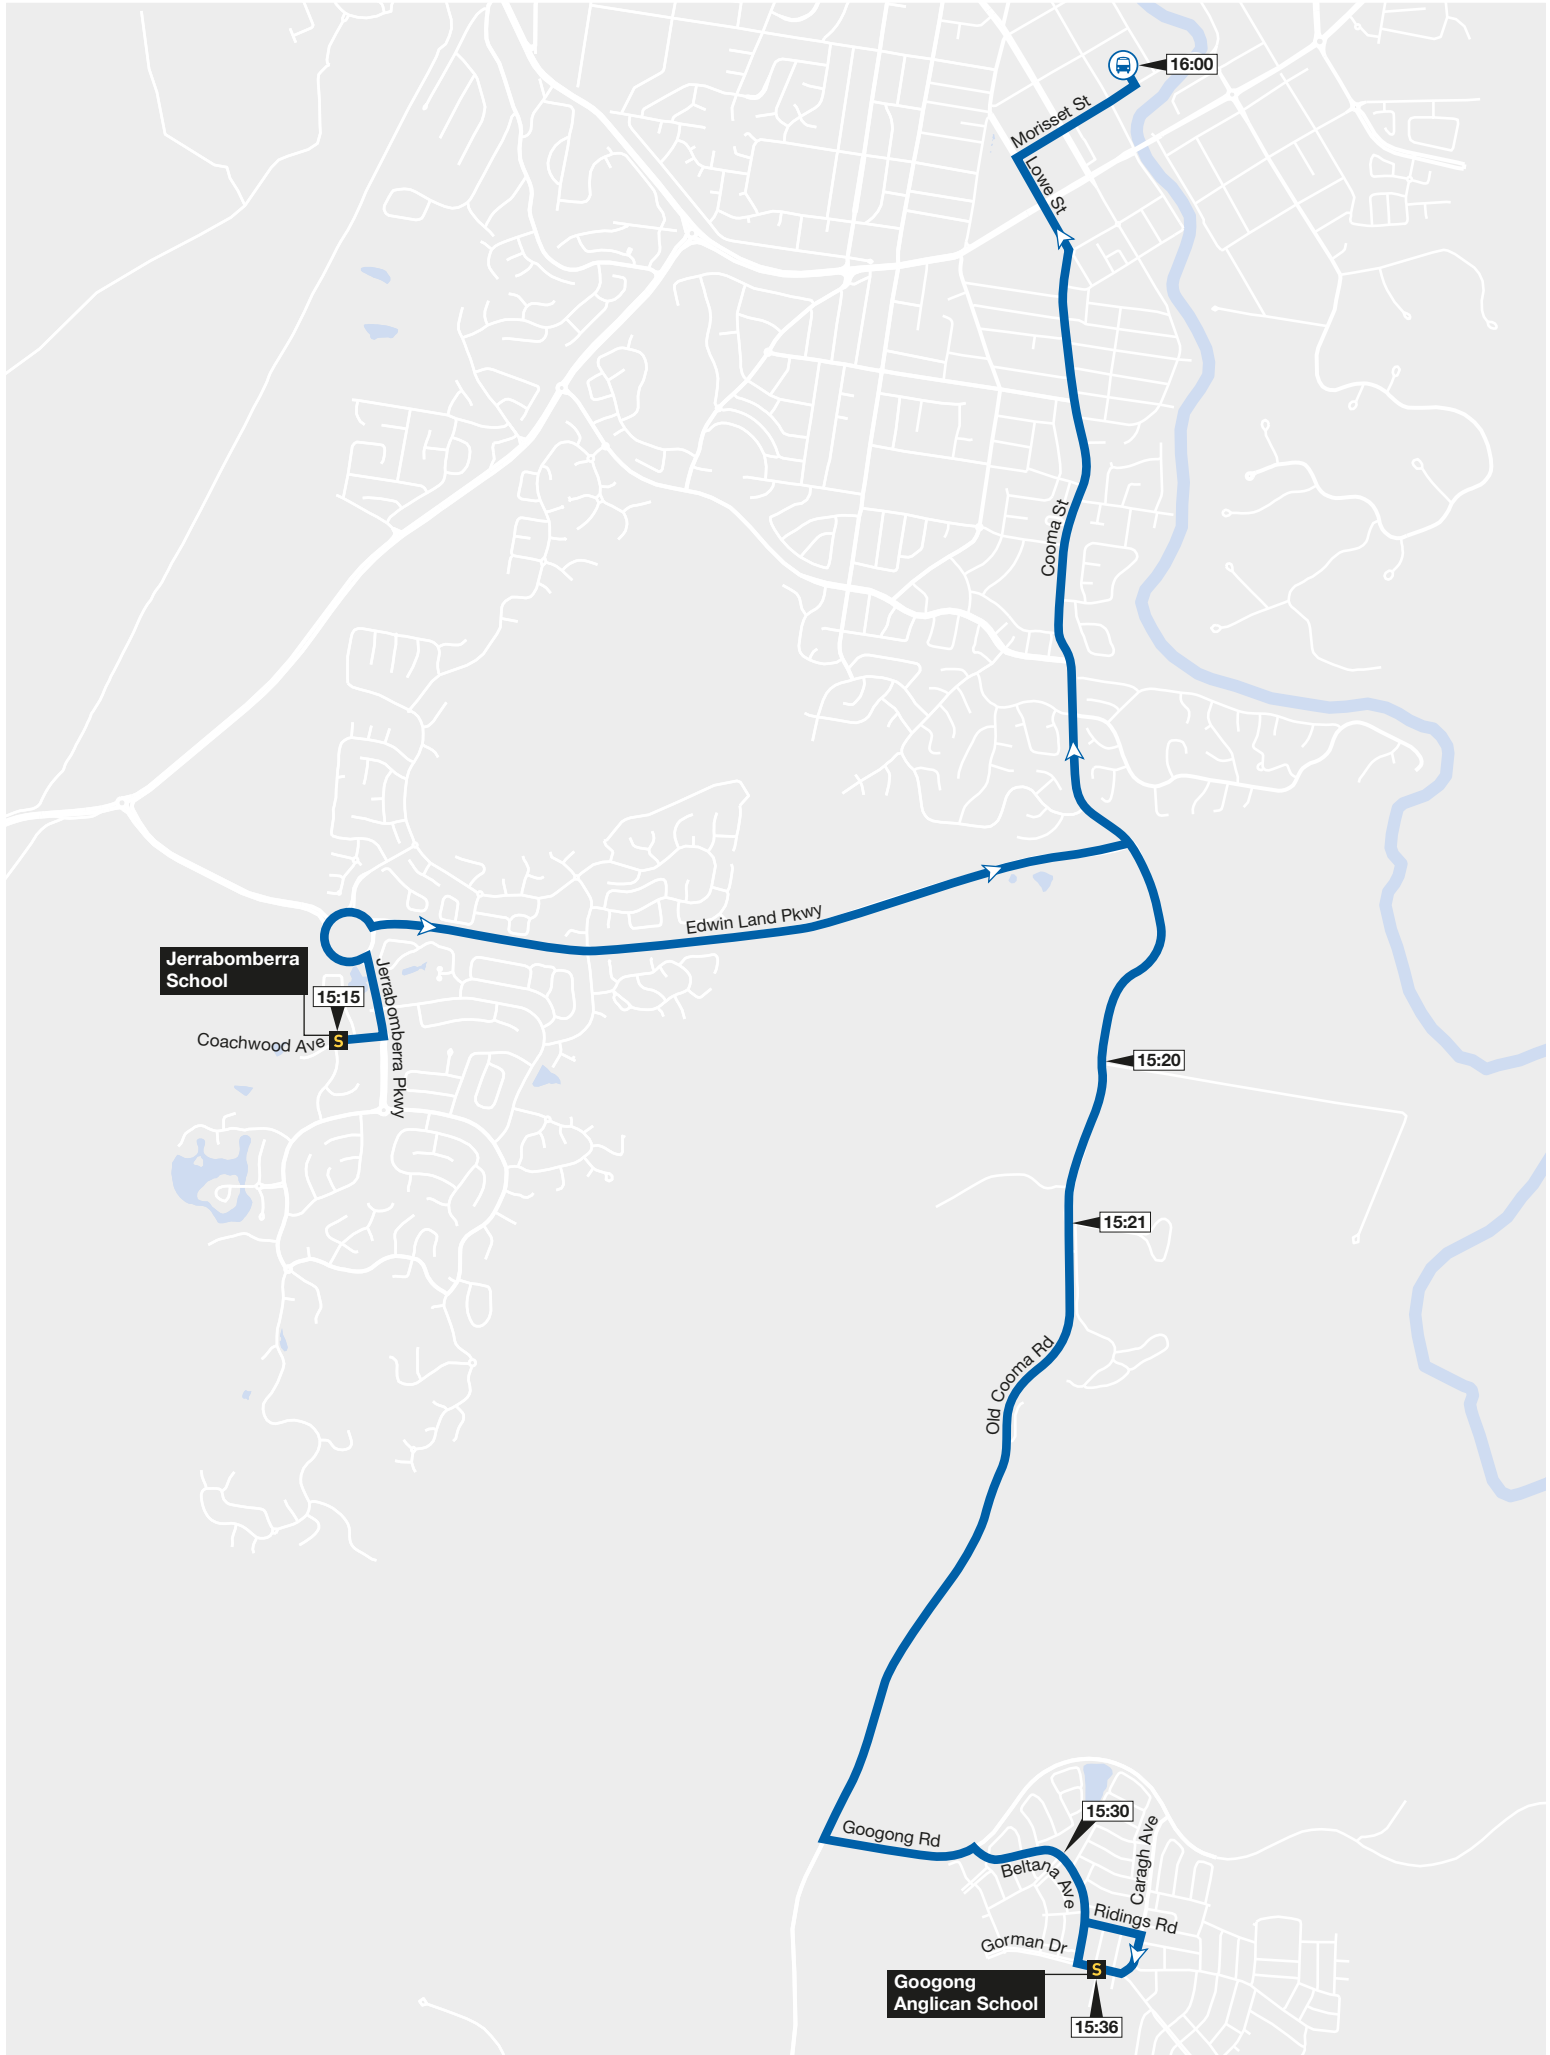 16:00
Morisset St
Lowe St
Cooma St
Edwin Land Pkwy
Jerrabomberra
School
15:15
Coachwood Ave
S
Jerrabomberra Pkwy
15:20
15:21
Old Cooma Rd
15:30
Googong Rd
Beltana Ave
Caragh Ave
Ridings Rd
Gorman Dr
S
Googong
Anglican School
15:36